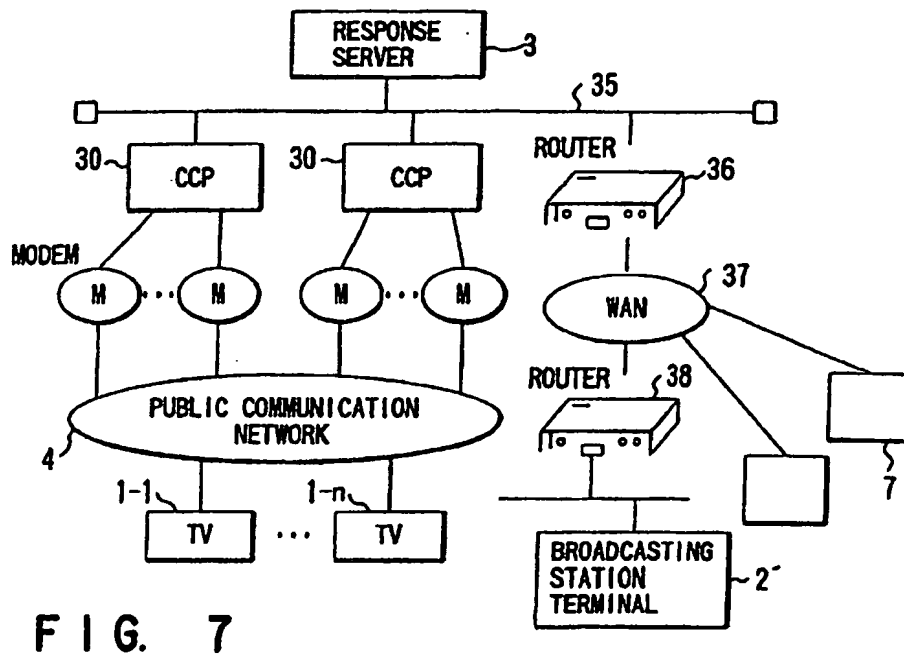 RESPONSE
SERVER
3
35
30
CCP
30
CCP
ROUTER
36
MODEM
M
...
M
M
...
M
37
WAN
ROUTER
38
PUBLIC COMMUNICATION
NETWORK
4
7
1-1
TV
...
1-n
TV
BROADCASTING
STATION
TERMINAL
2
FIG. 7